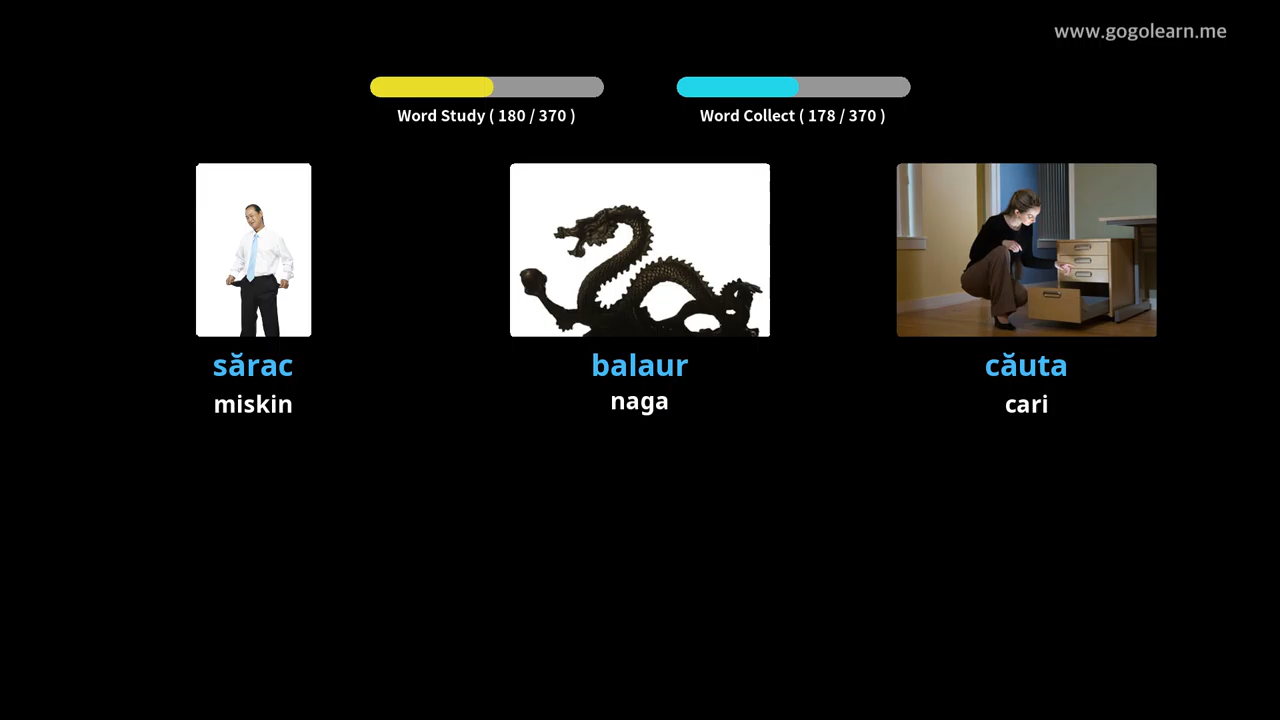 www.gogolearn.me
Word Study ( 180 / 370 )
Word Collect ( 178 / 370 )
sărac
miskin
balaur
naga
căuta
cari